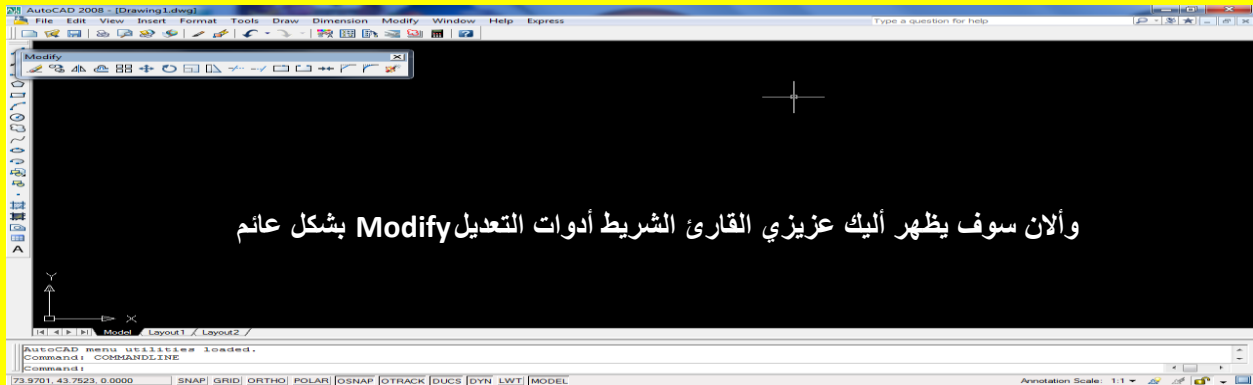 AutoCAD 2008 - [Drawing1.dwg]
File Edit View Insert Format Tools Draw Dimension Modify Window Help Express Type a question for help
Modify
وألان سوف يظهر أليك عزيزي القارئ الشريط أدوات التعديلModify بشكل عائم
A
Y
X
Model Layout1 Layout2
AutoCAD menu utilities loaded.
Command: COMMANDLINE
Command:
73.9701, 43.7523, 0.0000 SNAP GRID ORTHO POLAR OSNAP OTRACK DUCS DYN LWT MODEL Annotation Scale: 1:1